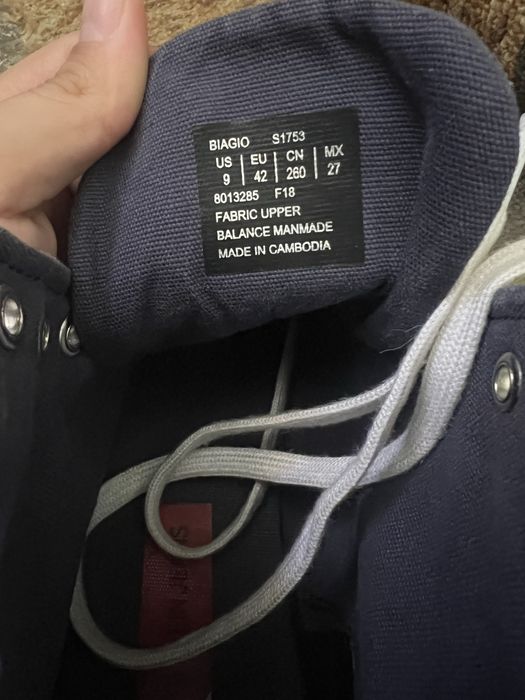 BIAGIO S1753
US | EU | CN | MX
9 | 42 | 260 | 27
8013285 F18
FABRIC UPPER
BALANCE MANMADE
MADE IN CAMBODIA